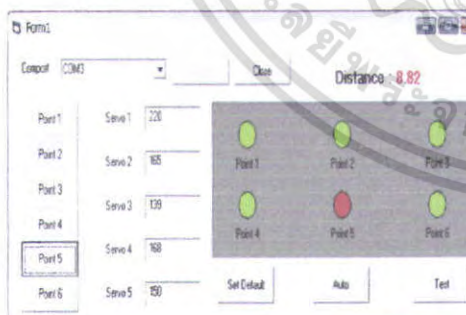 Form1
Comport COM3 Close
Distance : 8.82
Point 1 Servo 1 220
Point 2 Servo 2 165
Point 3 Servo 3 139
Point 4 Servo 4 168
Point 5 Servo 5 150
Point 6
Point 1 Point 2 Point 3
Point 4 Point 5 Point 6
Set Default Auto Test